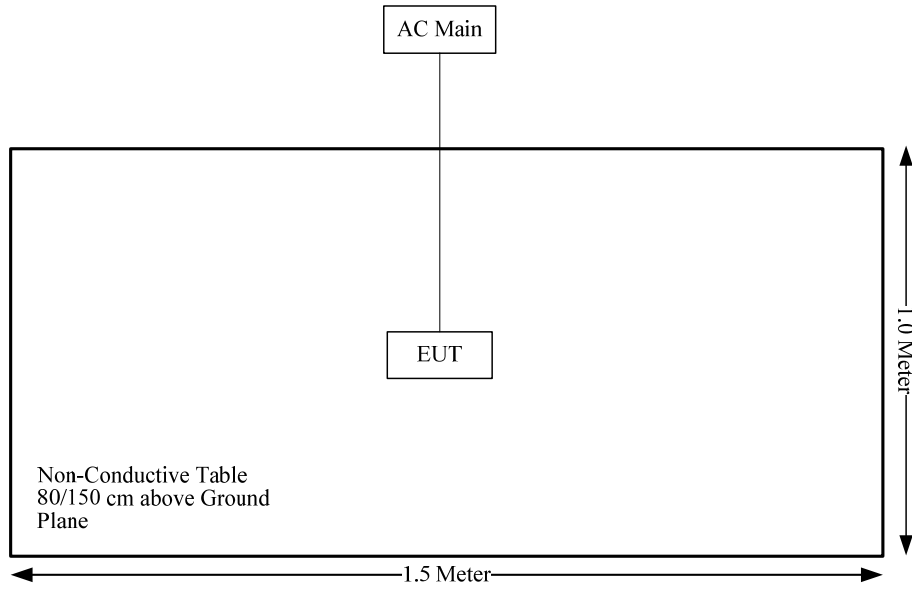 AC Main
EUT
1.0 Meter
Non-Conductive Table
80/150 cm above Ground
Plane
1.5 Meter